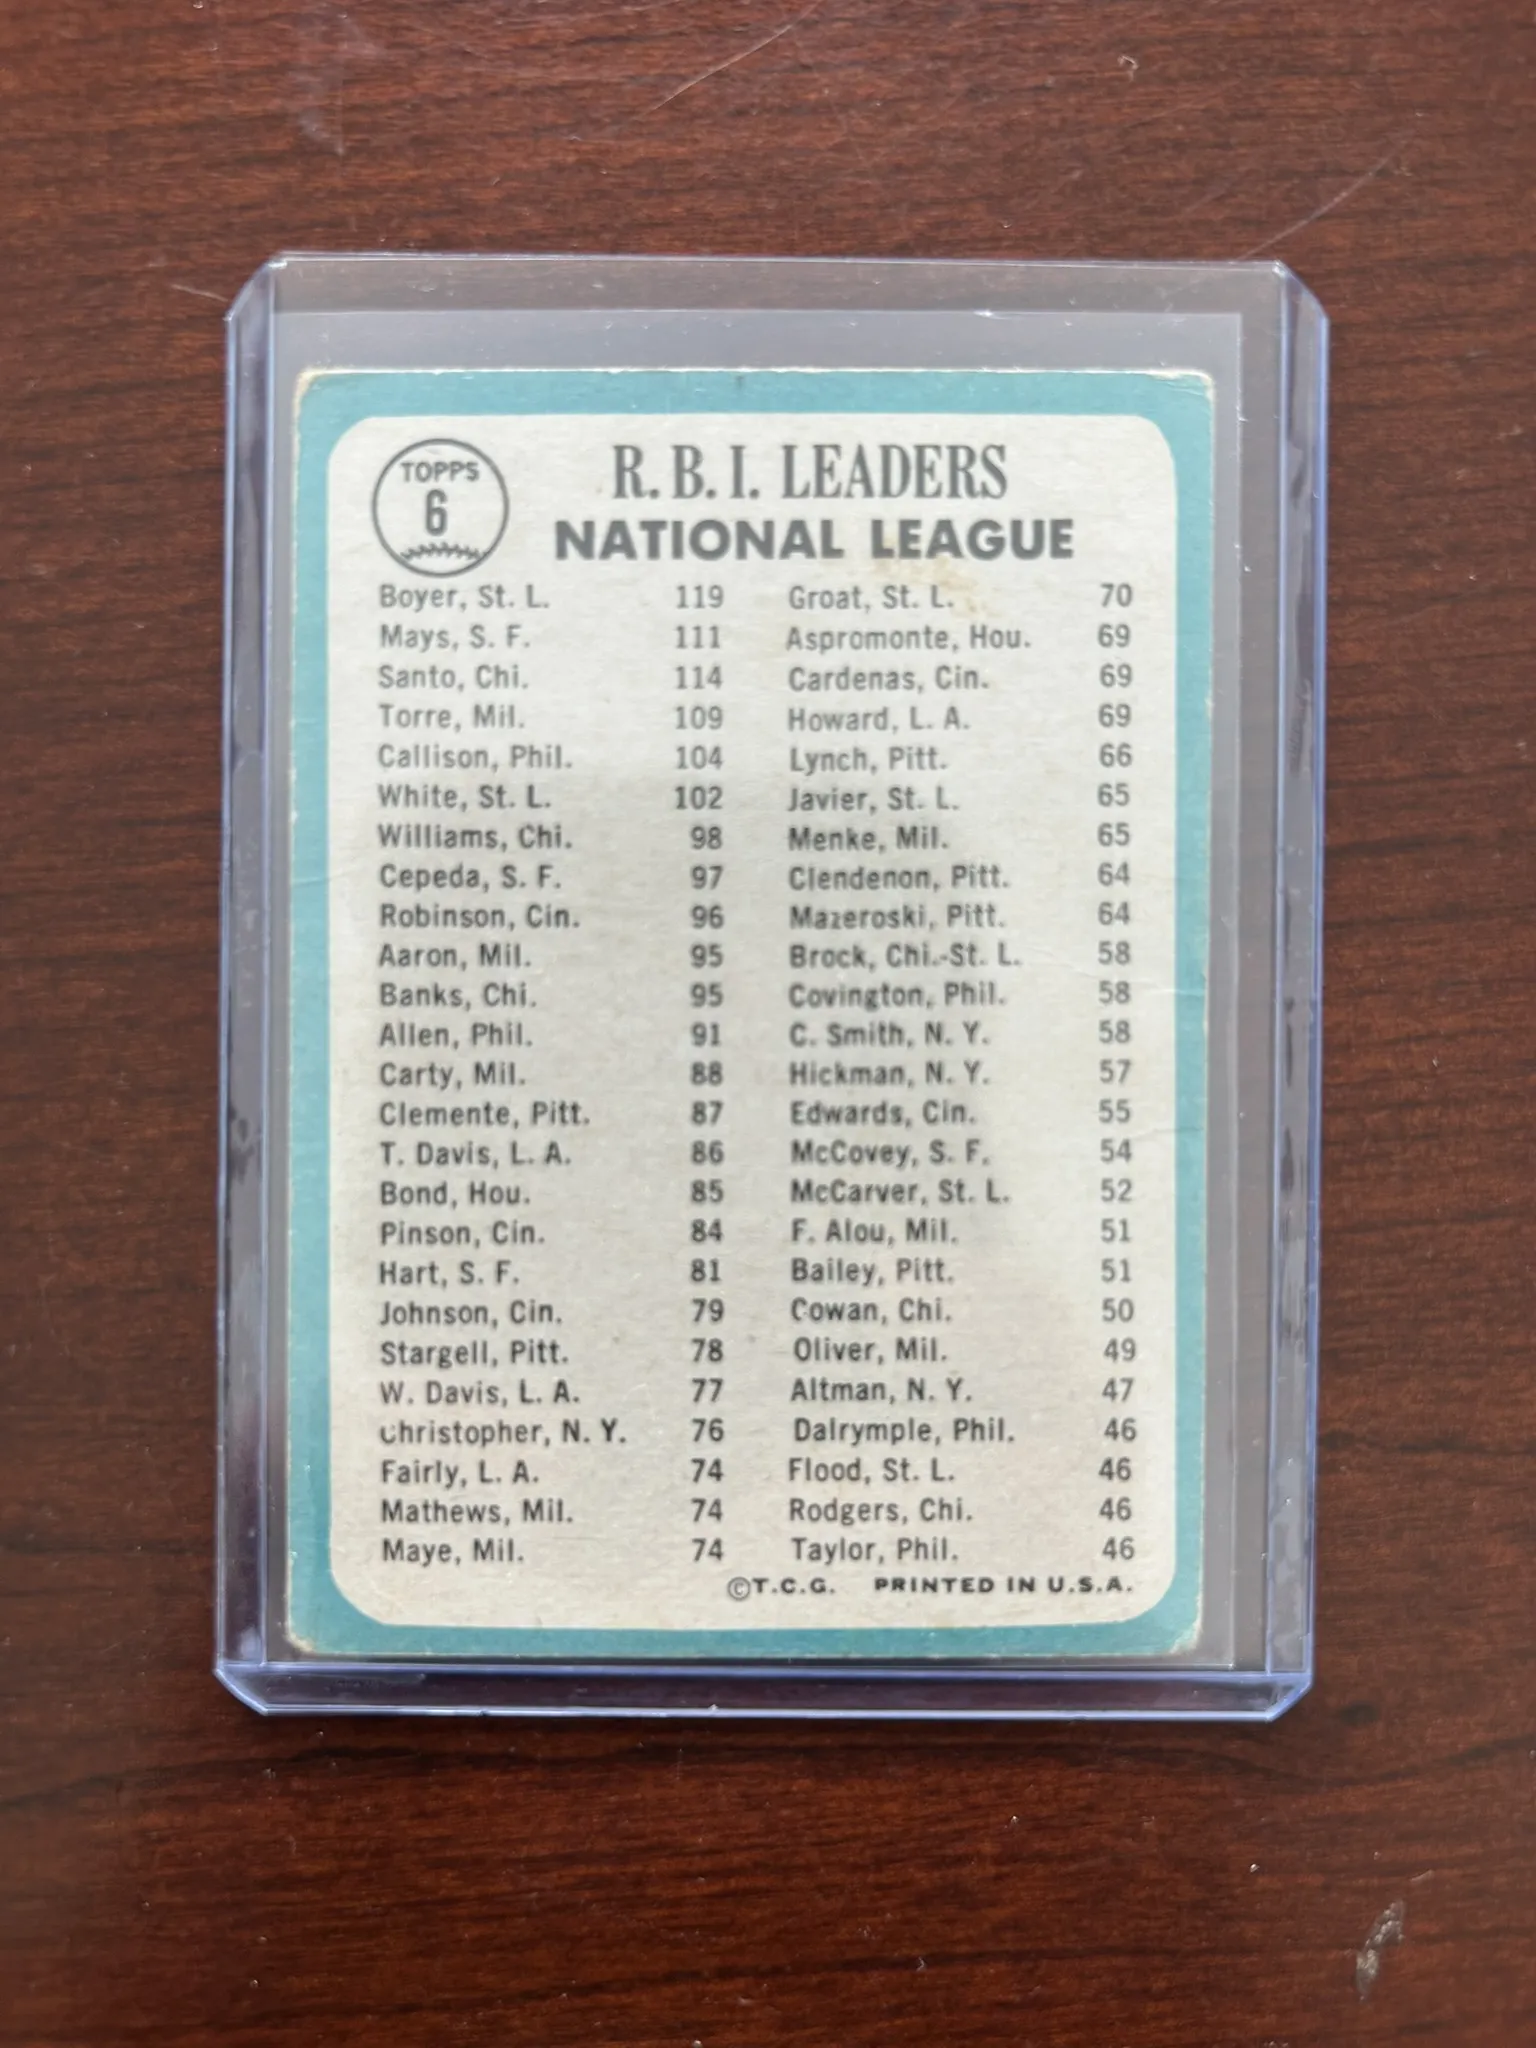 TOPPS
6
R. B. I. LEADERS
NATIONAL LEAGUE
Boyer, St. L. 119
Mays, S. F. 111
Santo, Chi. 114
Torre, Mil. 109
Callison, Phil. 104
White, St. L. 102
Williams, Chi. 98
Cepeda, S. F. 97
Robinson, Cin. 96
Aaron, Mil. 95
Banks, Chi. 95
Allen, Phil. 91
Carty, Mil. 88
Clemente, Pitt. 87
T. Davis, L. A. 86
Bond, Hou. 85
Pinson, Cin. 84
Hart, S. F. 81
Johnson, Cin. 79
Stargell, Pitt. 78
W. Davis, L. A. 77
Christopher, N. Y. 76
Fairly, L. A. 74
Mathews, Mil. 74
Maye, Mil. 74
Groat, St. L. 70
Aspromonte, Hou. 69
Cardenas, Cin. 69
Howard, L. A. 69
Lynch, Pitt. 66
Javier, St. L. 65
Menke, Mil. 65
Clendenon, Pitt. 64
Mazeroski, Pitt. 64
Brock, Chi.-St. L. 58
Covington, Phil. 58
C. Smith, N. Y. 58
Hickman, N. Y. 57
Edwards, Cin. 55
McCovey, S. F. 54
McCarver, St. L. 52
F. Alou, Mil. 51
Bailey, Pitt. 51
Cowan, Chi. 50
Oliver, Mil. 49
Altman, N. Y. 47
Dalrymple, Phil. 46
Flood, St. L. 46
Rodgers, Chi. 46
Taylor, Phil. 46
©T.C.G. PRINTED IN U.S.A.